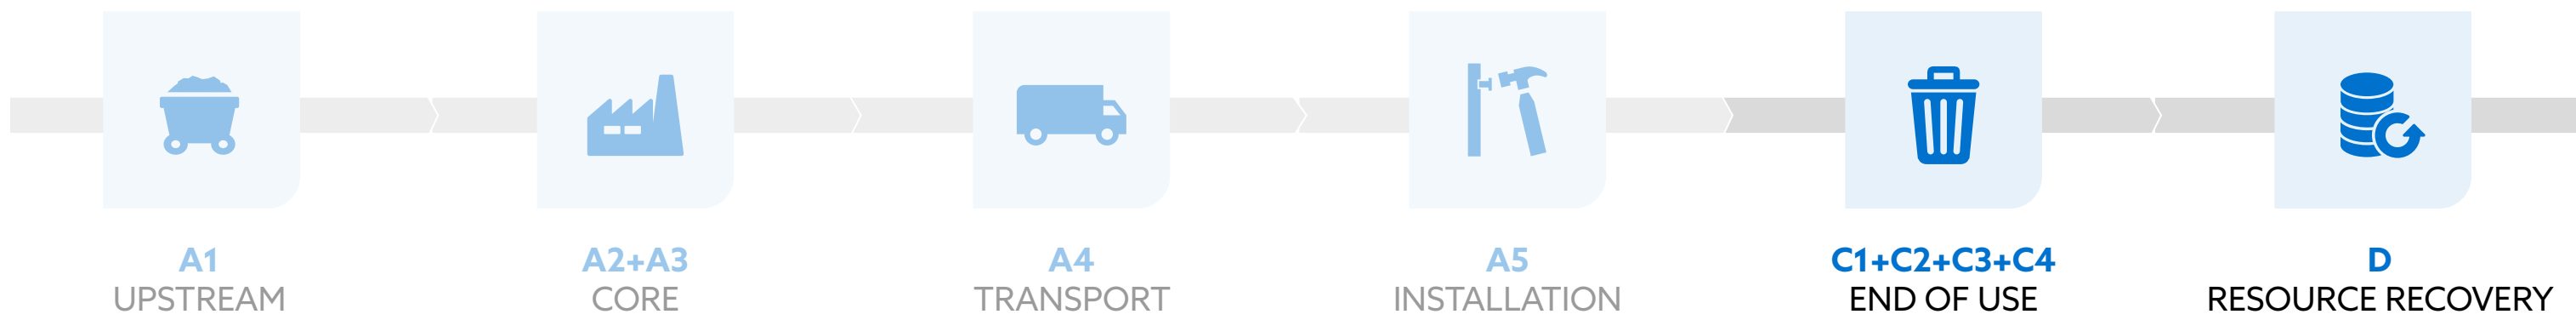 A1
UPSTREAM
A2+A3
CORE
A4
TRANSPORT
A5
INSTALLATION
C1+C2+C3+C4
END OF USE
D
RESOURCE RECOVERY